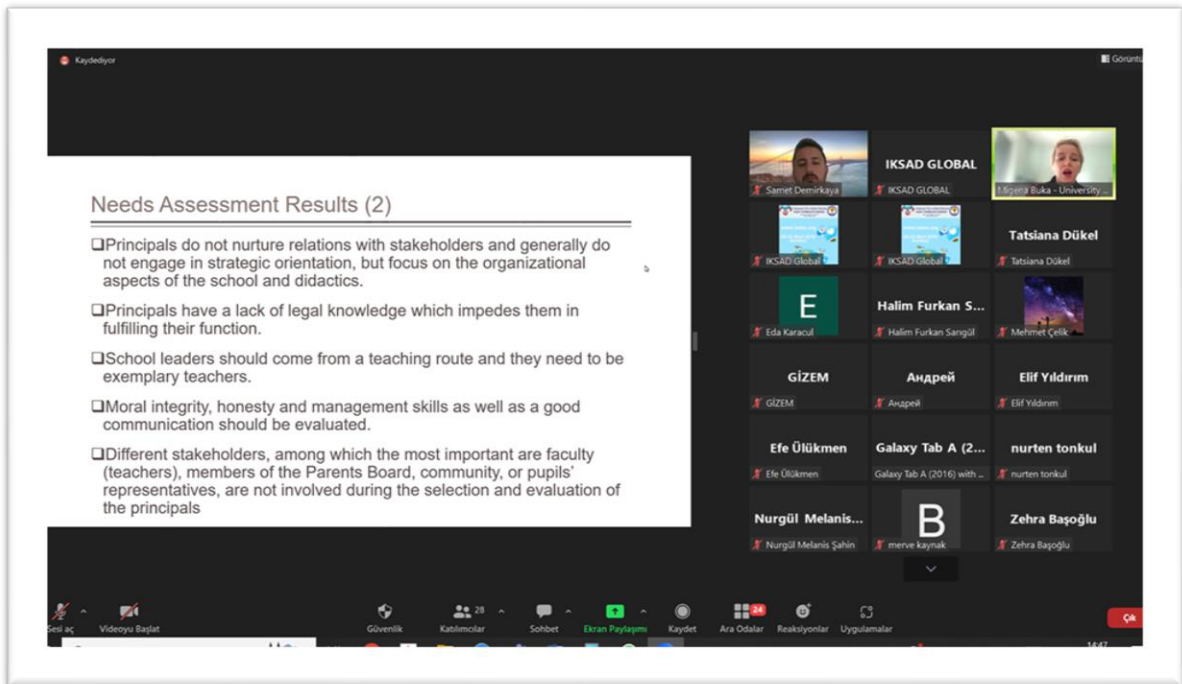 Kaydediyor
Görüntü
Needs Assessment Results (2)
❑Principals do not nurture relations with stakeholders and generally do
not engage in strategic orientation, but focus on the organizational
aspects of the school and didactics.
❑Principals have a lack of legal knowledge which impedes them in
fulfilling their function.
❑School leaders should come from a teaching route and they need to be
exemplary teachers.
❑Moral integrity, honesty and management skills as well as a good
communication should be evaluated.
❑Different stakeholders, among which the most important are faculty
(teachers), members of the Parents Board, community, or pupils'
representatives, are not involved during the selection and evaluation of
the principals
Samet Demirkaya
IKSAD GLOBAL
IKSAD GLOBAL
Migena Buka - University ...
IKSAD Global
IKSAD Global
Tatsiana Dükel
Tatsiana Dükel
E
Eda Karacul
Halim Furkan S...
Halim Furkan Sarıgül
Mehmet Çelik
GİZEM
GİZEM
Андрей
Андрей
Elif Yıldırım
Elif Yıldırım
Efe Ülükmen
Efe Ülükmen
Galaxy Tab A (2...
Galaxy Tab A (2016) with ...
nurten tonkul
nurten tonkul
Nurgül Melanis...
Nurgül Melanis Şahin
B
merve kaynak
Zehra Başoğlu
Zehra Başoğlu
Sesi aç
Videoyu Başlat
Güvenlik
28
Katılımcılar
Sohbet
Ekran Paylaşımı
Kaydet
24
Ara Odalar
Reaksiyonlar
Uygulamalar
Çık
14:47